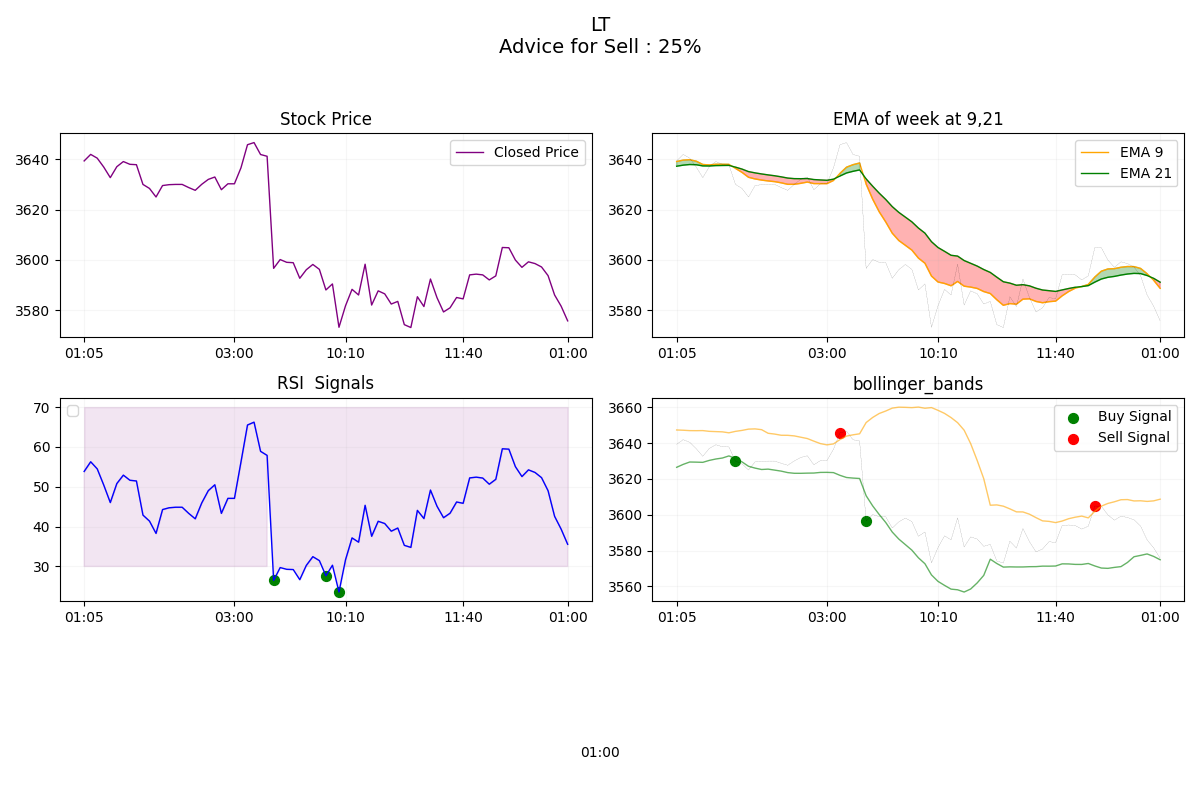 LT
Advice for Sell : 25%
Stock Price
Closed Price
3640
3620
3600
3580
01:05 03:00 10:10 11:40 01:00
EMA of week at 9,21
EMA 9
EMA 21
3640
3620
3600
3580
01:05 03:00 10:10 11:40 01:00
RSI  Signals
70
60
50
40
30
01:05 03:00 10:10 11:40 01:00
bollinger_bands
Buy Signal
Sell Signal
3660
3640
3620
3600
3580
3560
01:05 03:00 10:10 11:40 01:00
01:00